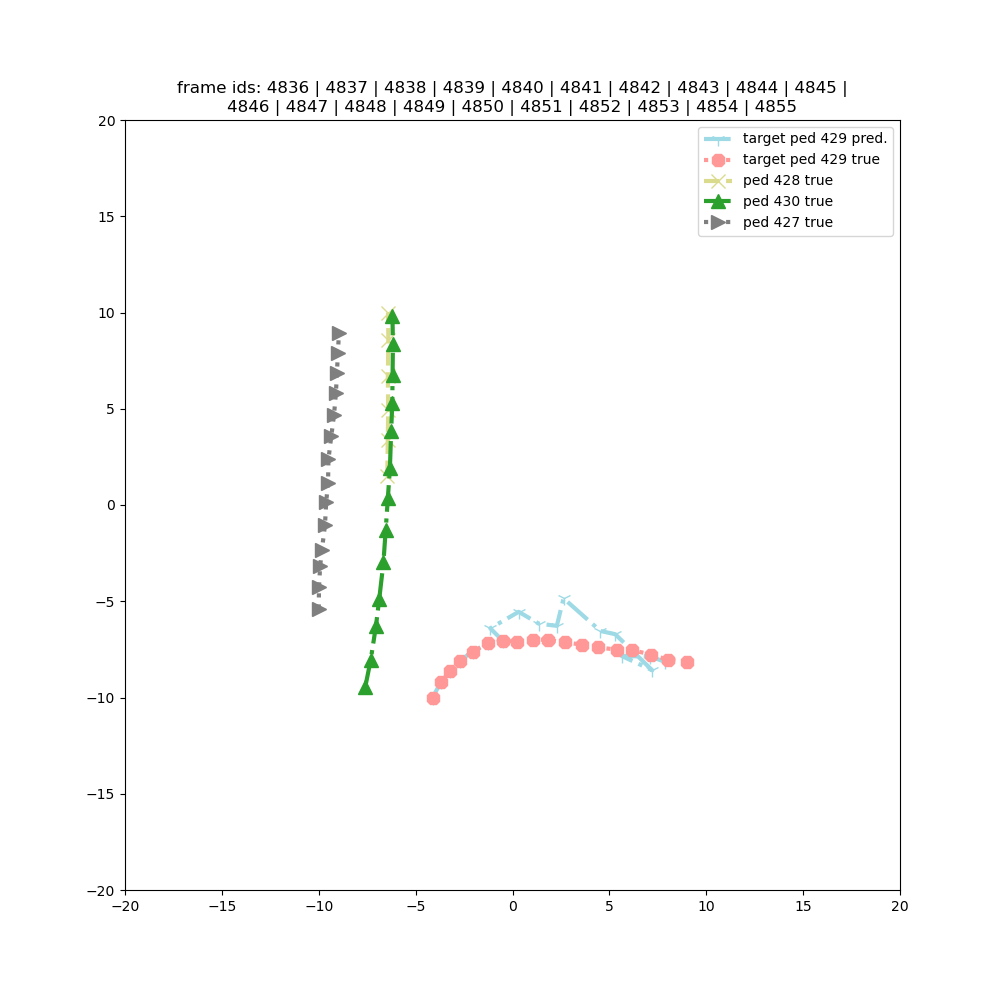 frame ids: 4836 | 4837 | 4838 | 4839 | 4840 | 4841 | 4842 | 4843 | 4844 | 4845 |
4846 | 4847 | 4848 | 4849 | 4850 | 4851 | 4852 | 4853 | 4854 | 4855
target ped 429 pred.
target ped 429 true
ped 428 true
ped 430 true
ped 427 true
20
15
10
5
0
−5
−10
−15
−20
−20 −15 −10 −5 0 5 10 15 20